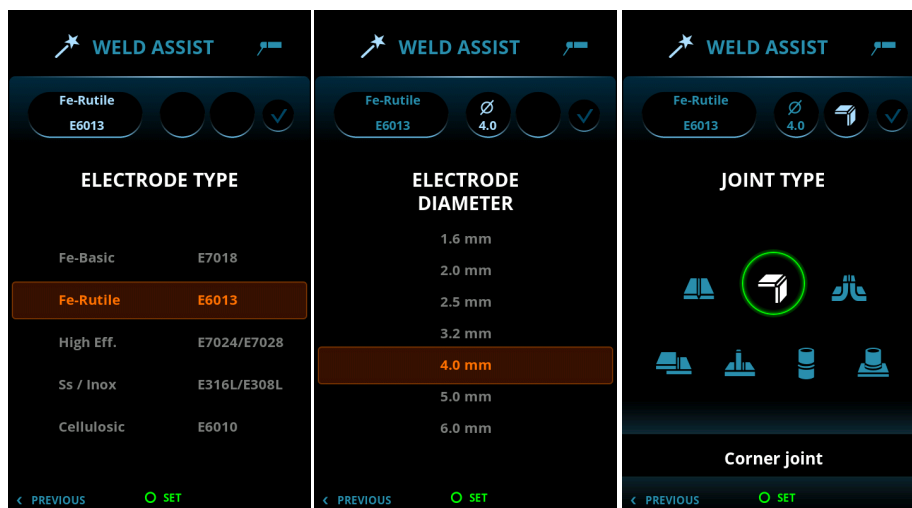 WELD ASSIST
Fe-Rutile
E6013
ELECTRODE TYPE
Fe-Basic E7018
Fe-Rutile E6013
High Eff. E7024/E7028
Ss / Inox E316L/E308L
Cellulosic E6010
PREVIOUS SET
WELD ASSIST
Fe-Rutile
E6013
Ø
4.0
ELECTRODE
DIAMETER
1.6 mm
2.0 mm
2.5 mm
3.2 mm
4.0 mm
5.0 mm
6.0 mm
PREVIOUS SET
WELD ASSIST
Fe-Rutile
E6013
Ø
4.0
JOINT TYPE
Corner joint
PREVIOUS SET